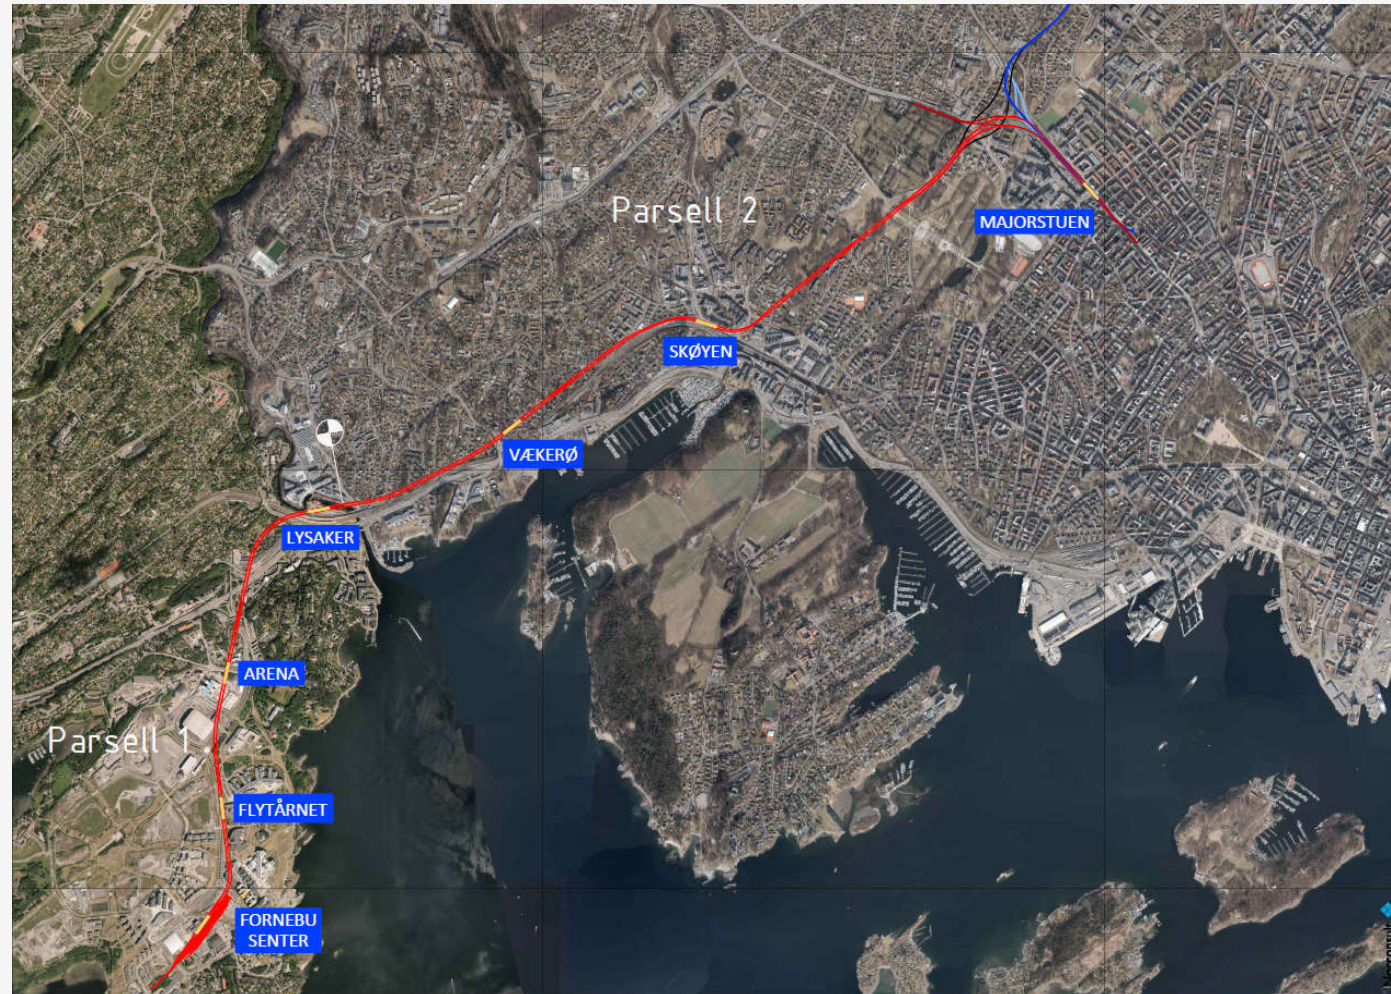 Parsell 2
MAJORSTUEN
SKØYEN
VÆKERØ
LYSAKER
ARENA
Parsell 1
FLYTÅRNET
FORNEBU
SENTER